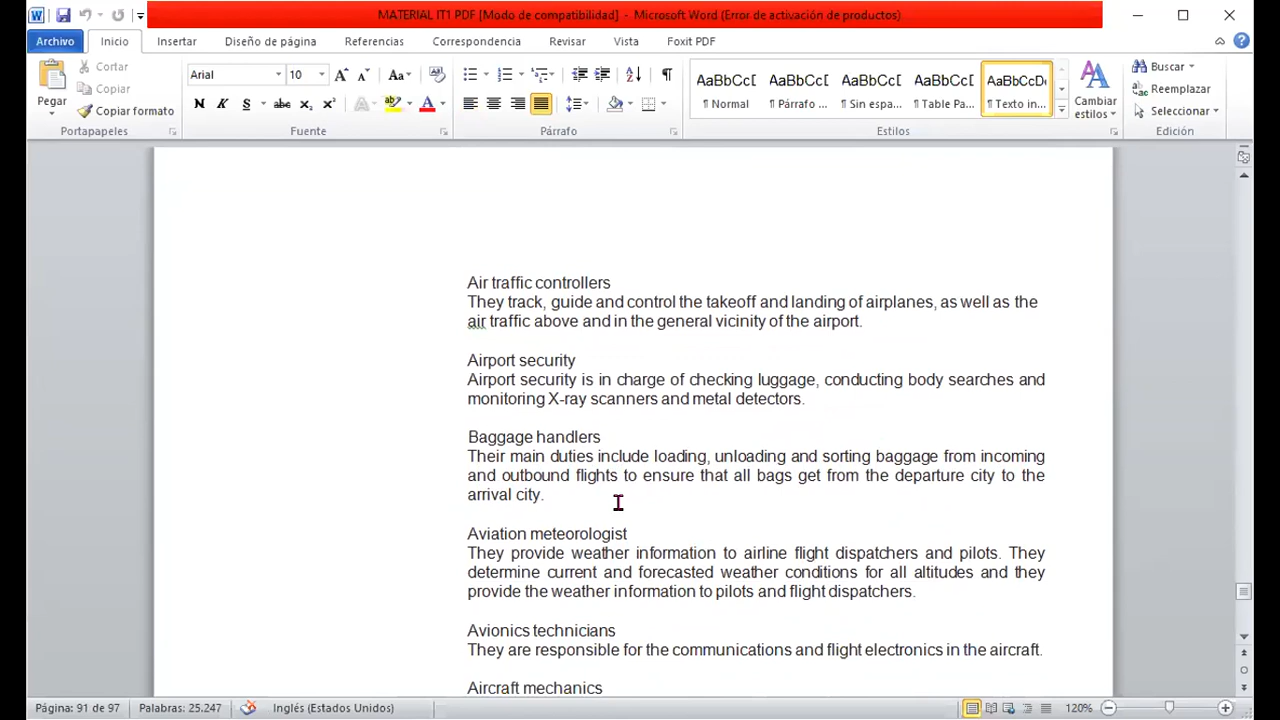 MATERIAL IT1 PDF [Modo de compatibilidad] - Microsoft Word (Error de activación de productos)
Archivo Inicio Insertar Diseño de página Referencias Correspondencia Revisar Vista Foxit PDF
Pegar
Cortar
Copiar
Copiar formato
Portapapeles
Arial 10
N K S abc x₂ x²
Fuente
Párrafo
AaBbCc[ AaBbCc[ AaBbCc[ AaBbCc[ AaBbCcD
¶ Normal ¶ Párrafo ... ¶ Sin espa... ¶ Table Pa... ¶ Texto in...
Cambiar estilos
Estilos
Buscar
Reemplazar
Seleccionar
Edición
Air traffic controllers
They track, guide and control the takeoff and landing of airplanes, as well as the
air traffic above and in the general vicinity of the airport.
Airport security
Airport security is in charge of checking luggage, conducting body searches and
monitoring X-ray scanners and metal detectors.
Baggage handlers
Their main duties include loading, unloading and sorting baggage from incoming
and outbound flights to ensure that all bags get from the departure city to the
arrival city.
Aviation meteorologist
They provide weather information to airline flight dispatchers and pilots. They
determine current and forecasted weather conditions for all altitudes and they
provide the weather information to pilots and flight dispatchers.
Avionics technicians
They are responsible for the communications and flight electronics in the aircraft.
Aircraft mechanics
Página: 91 de 97 Palabras: 25.247 Inglés (Estados Unidos) 120%